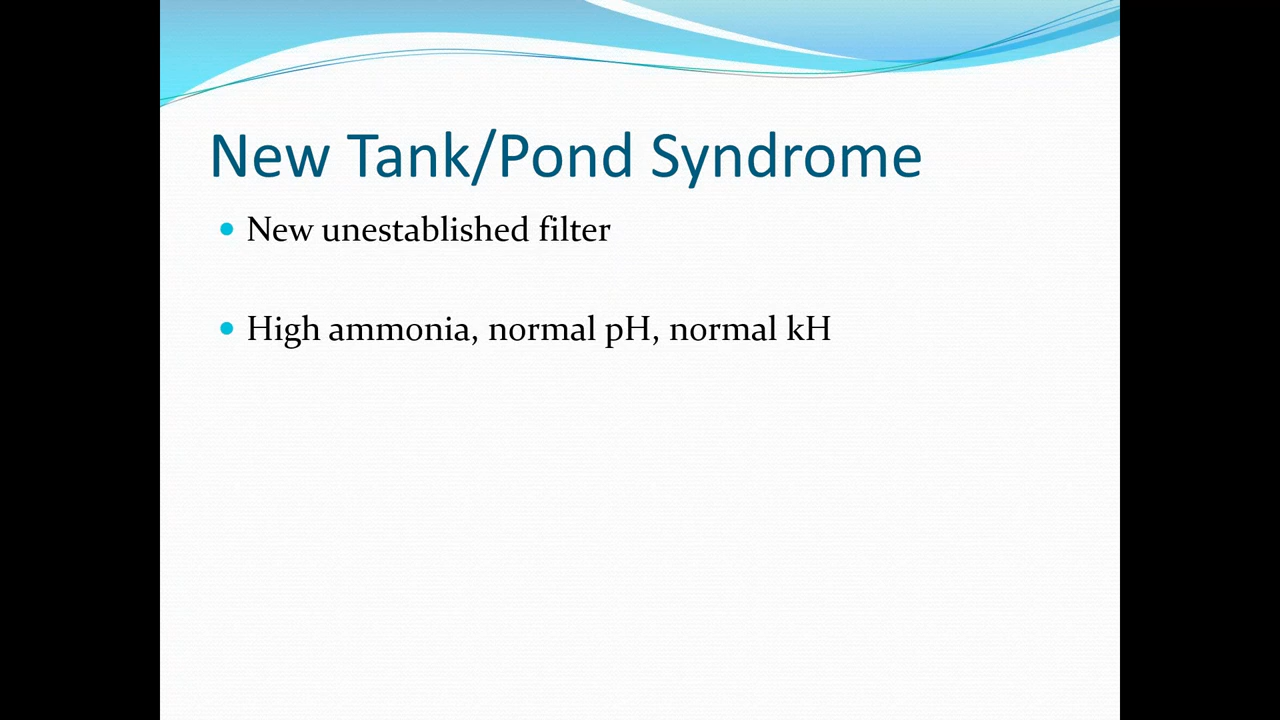 New Tank/Pond Syndrome
New unestablished filter
High ammonia, normal pH, normal kH